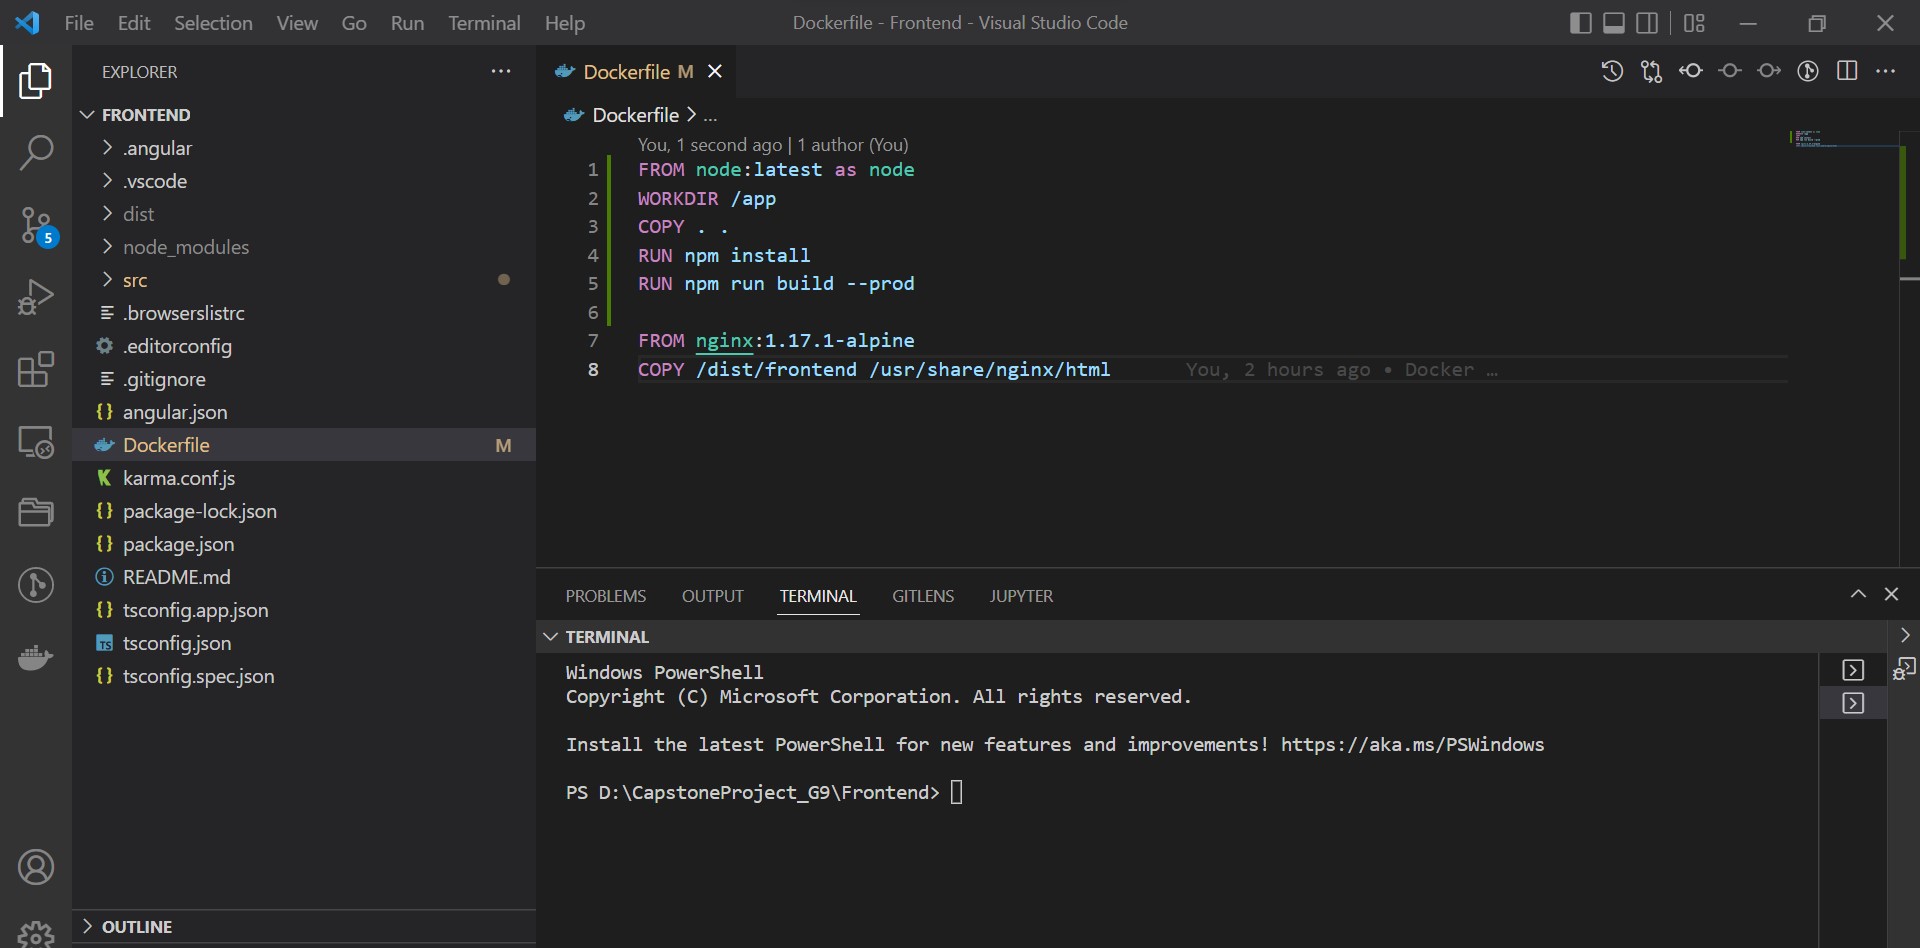 File Edit Selection View Go Run Terminal Help
Dockerfile - Frontend - Visual Studio Code
EXPLORER
FRONTEND
.angular
.vscode
dist
node_modules
src
.browserslistrc
.editorconfig
.gitignore
angular.json
Dockerfile M
karma.conf.js
package-lock.json
package.json
README.md
tsconfig.app.json
tsconfig.json
tsconfig.spec.json
OUTLINE
5
Dockerfile M
Dockerfile > ...
You, 1 second ago | 1 author (You)
1 FROM node:latest as node
2 WORKDIR /app
3 COPY . .
4 RUN npm install
5 RUN npm run build --prod
6
7 FROM nginx:1.17.1-alpine
8 COPY /dist/frontend /usr/share/nginx/html You, 2 hours ago • Docker …
PROBLEMS OUTPUT TERMINAL GITLENS JUPYTER
TERMINAL
Windows PowerShell
Copyright (C) Microsoft Corporation. All rights reserved.
Install the latest PowerShell for new features and improvements! https://aka.ms/PSWindows
PS D:\CapstoneProject_G9\Frontend>